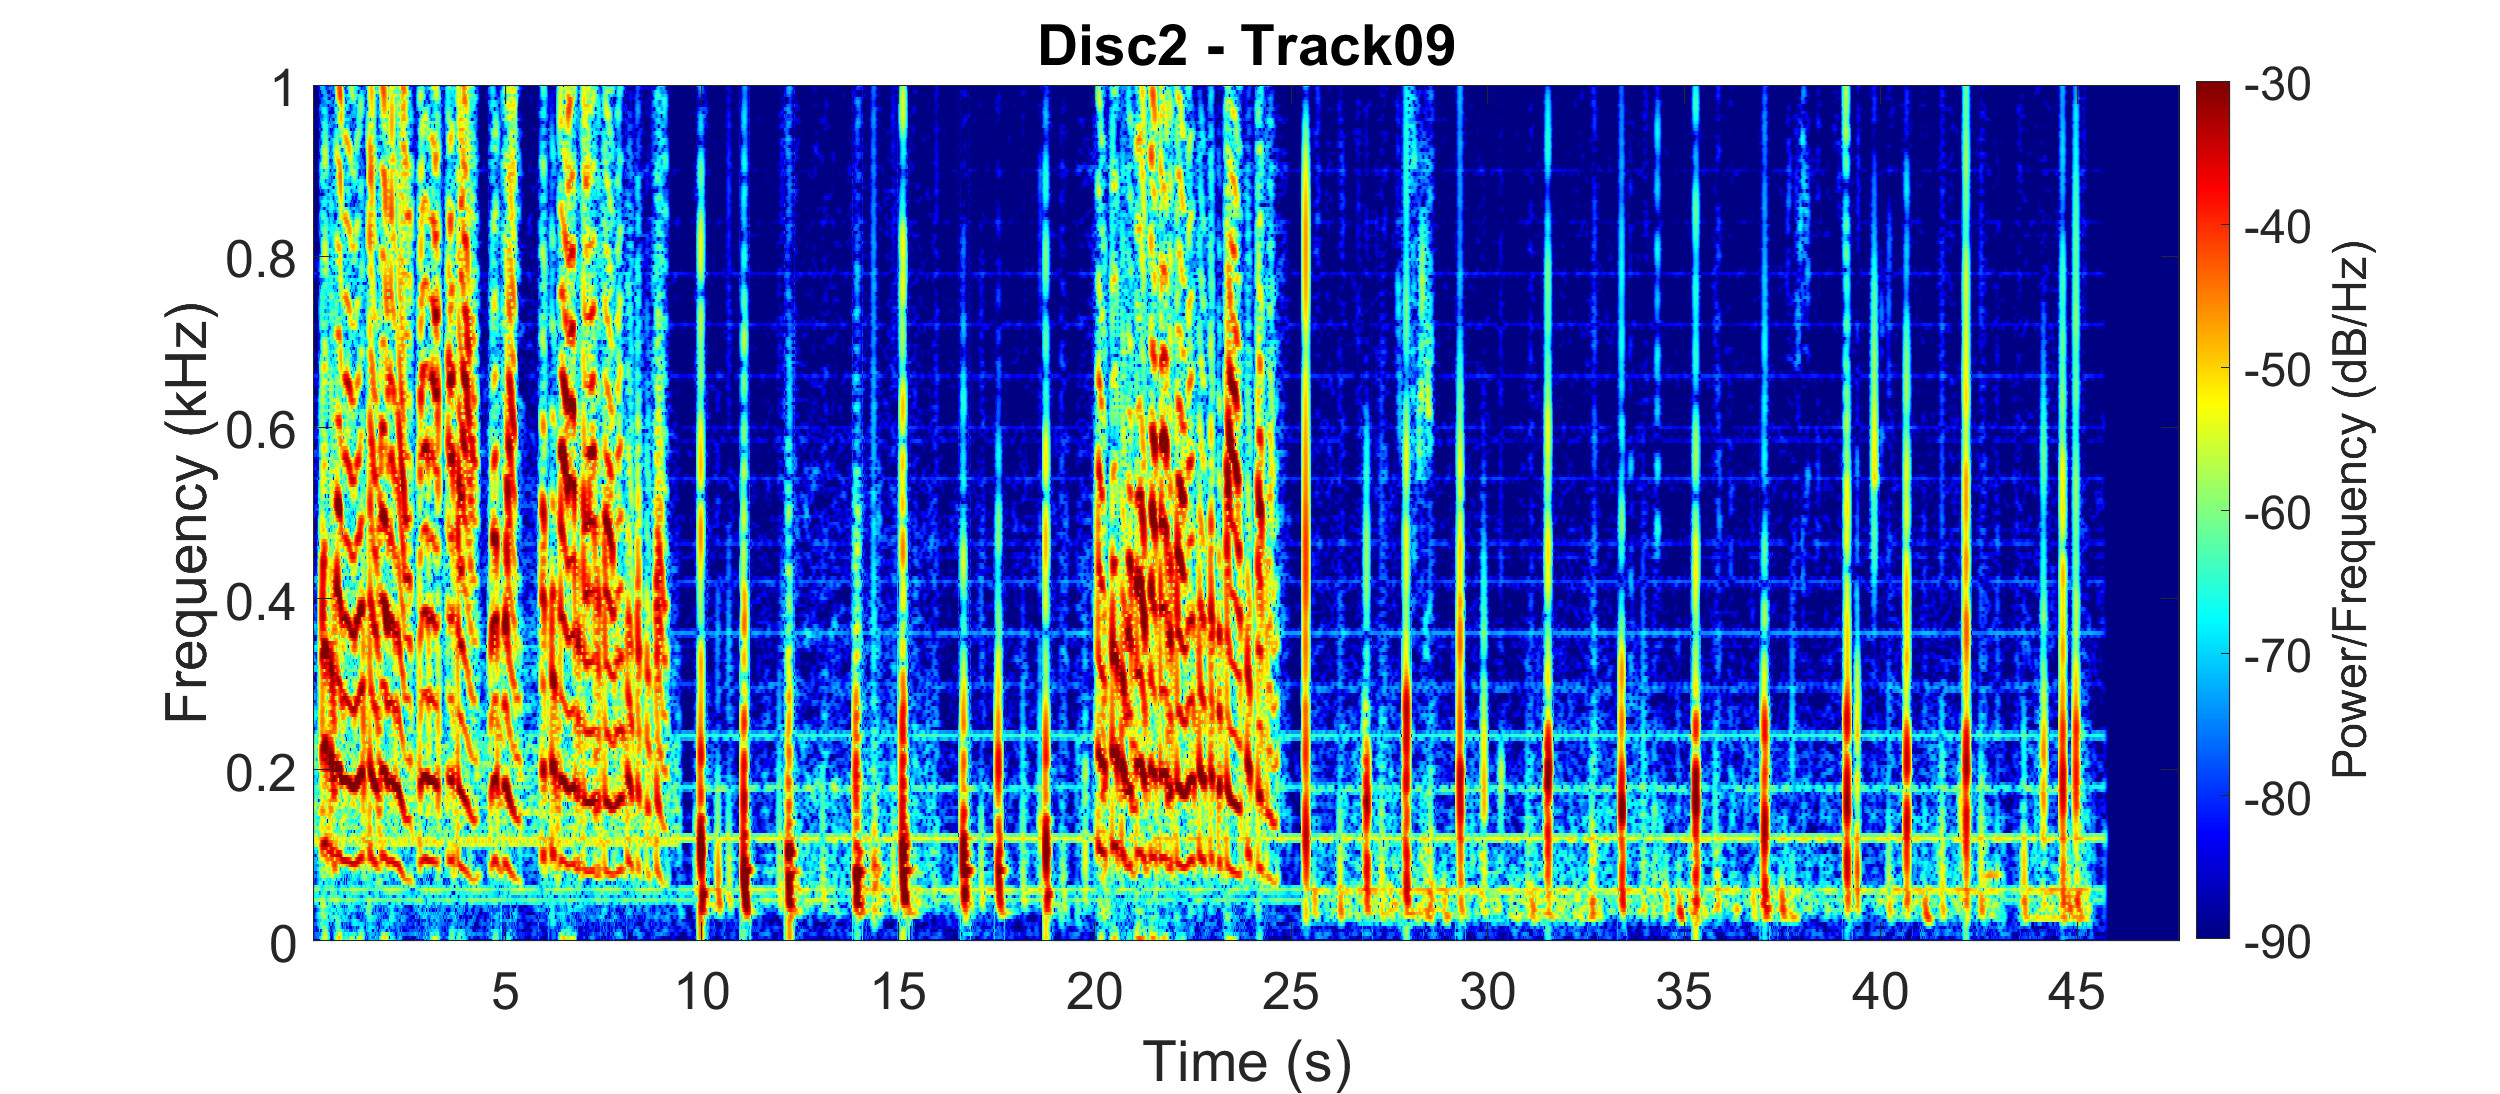 Disc2 - Track09
1
0.8
0.6
0.4
0.2
0
Frequency (kHz)
5 10 15 20 25 30 35 40 45
Time (s)
-30
-40
-50
-60
-70
-80
-90
Power/Frequency (dB/Hz)